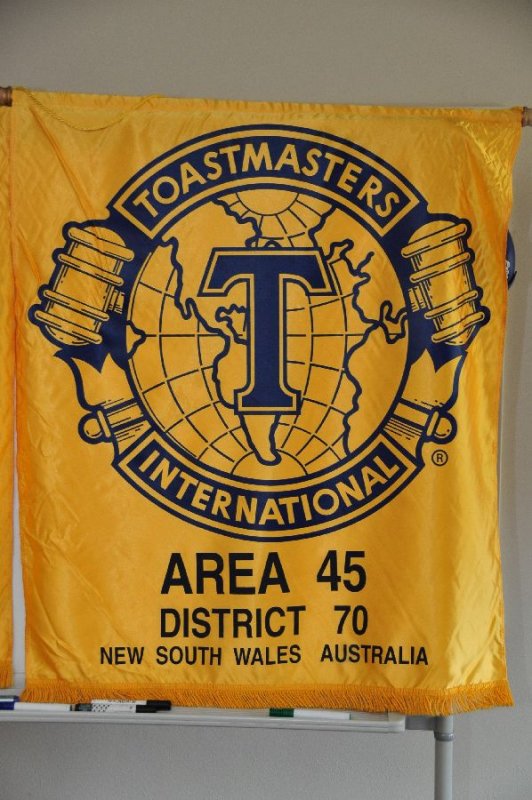 TOASTMASTERS
T
INTERNATIONAL
®
AREA 45
DISTRICT 70
NEW SOUTH WALES AUSTRALIA